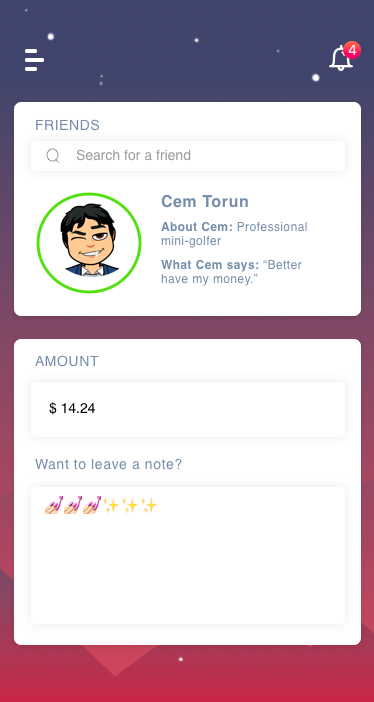 4
FRIENDS
Search for a friend
Cem Torun
About Cem: Professional
mini-golfer
What Cem says: “Better
have my money.”
AMOUNT
$ 14.24
Want to leave a note?
💅💅💅✨✨✨